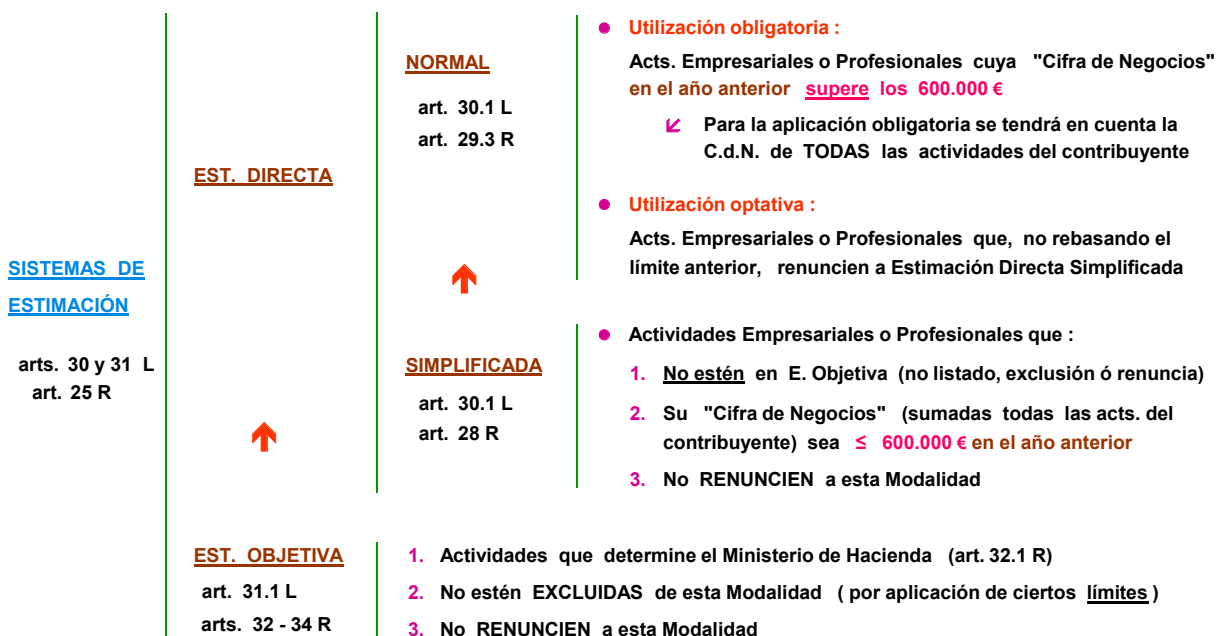 SISTEMAS DE
ESTIMACIÓN
arts. 30 y 31 L
art. 25 R
EST. DIRECTA
NORMAL
art. 30.1 L
art. 29.3 R
● Utilización obligatoria :
Acts. Empresariales o Profesionales cuya "Cifra de Negocios"
en el año anterior supere los 600.000 €
Para la aplicación obligatoria se tendrá en cuenta la
C.d.N. de TODAS las actividades del contribuyente
● Utilización optativa :
Acts. Empresariales o Profesionales que, no rebasando el
límite anterior, renuncien a Estimación Directa Simplificada
SIMPLIFICADA
art. 30.1 L
art. 28 R
● Actividades Empresariales o Profesionales que :
1. No estén en E. Objetiva (no listado, exclusión ó renuncia)
2. Su "Cifra de Negocios" (sumadas todas las acts. del
contribuyente) sea ≤ 600.000 € en el año anterior
3. No RENUNCIEN a esta Modalidad
EST. OBJETIVA
art. 31.1 L
arts. 32 - 34 R
1. Actividades que determine el Ministerio de Hacienda (art. 32.1 R)
2. No estén EXCLUIDAS de esta Modalidad ( por aplicación de ciertos límites )
3. No RENUNCIEN a esta Modalidad